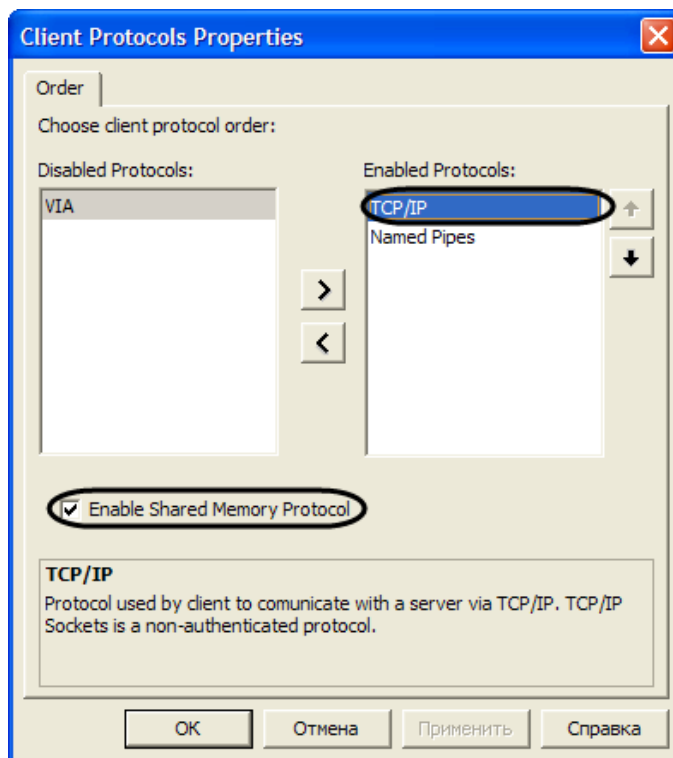 Client Protocols Properties
Order
Choose client protocol order:
Disabled Protocols:
Enabled Protocols:
VIA
TCP/IP
Named Pipes
>
<
Enable Shared Memory Protocol
TCP/IP
Protocol used by client to comunicate with a server via TCP/IP. TCP/IP
Sockets is a non-authenticated protocol.
OK
Отмена
Применить
Справка